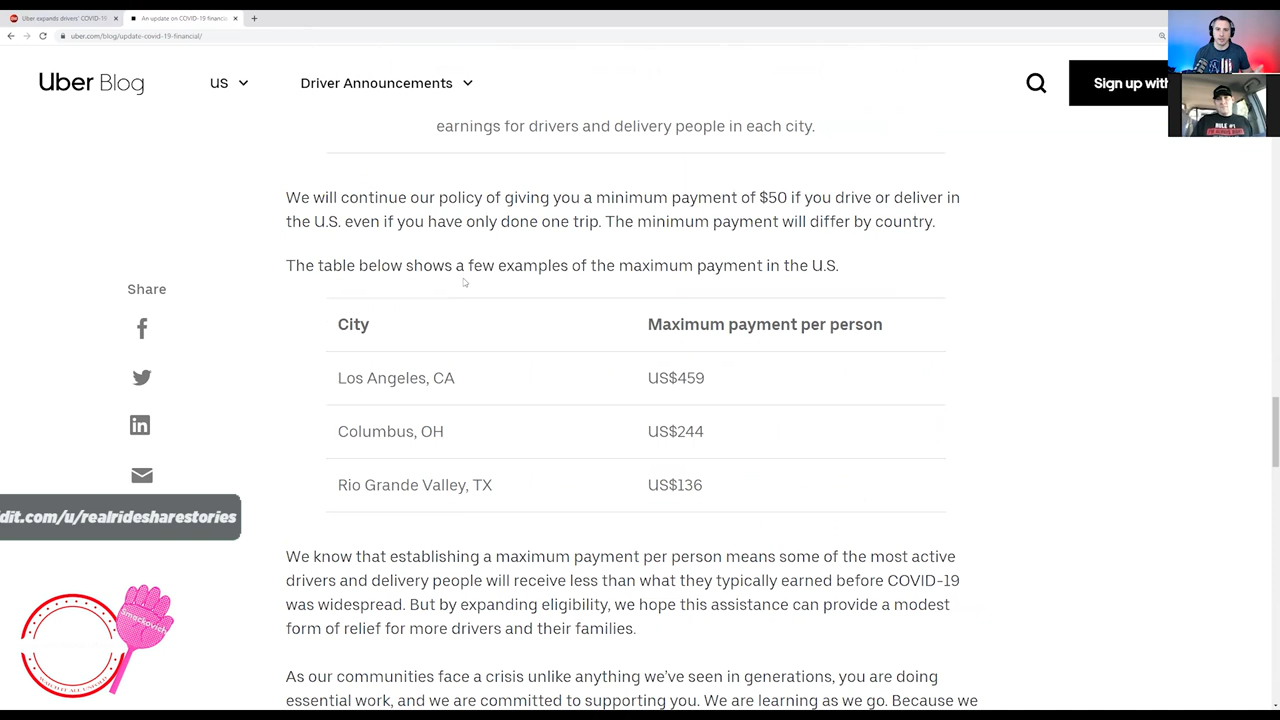 Uber expands drivers' COVID-19
An update on COVID-19 financia
uber.com/blog/update-covid-19-financial/
Uber Blog
US
Driver Announcements
Sign up with
earnings for drivers and delivery people in each city.
We will continue our policy of giving you a minimum payment of $50 if you drive or deliver in
the U.S. even if you have only done one trip. The minimum payment will differ by country.
The table below shows a few examples of the maximum payment in the U.S.
Share
City Maximum payment per person
Los Angeles, CA US$459
Columbus, OH US$244
Rio Grande Valley, TX US$136
dit.com/u/realridesharestories
We know that establishing a maximum payment per person means some of the most active
drivers and delivery people will receive less than what they typically earned before COVID-19
was widespread. But by expanding eligibility, we hope this assistance can provide a modest
form of relief for more drivers and their families.
As our communities face a crisis unlike anything we've seen in generations, you are doing
essential work, and we are committed to supporting you. We are learning as we go. Because we
RULE #1